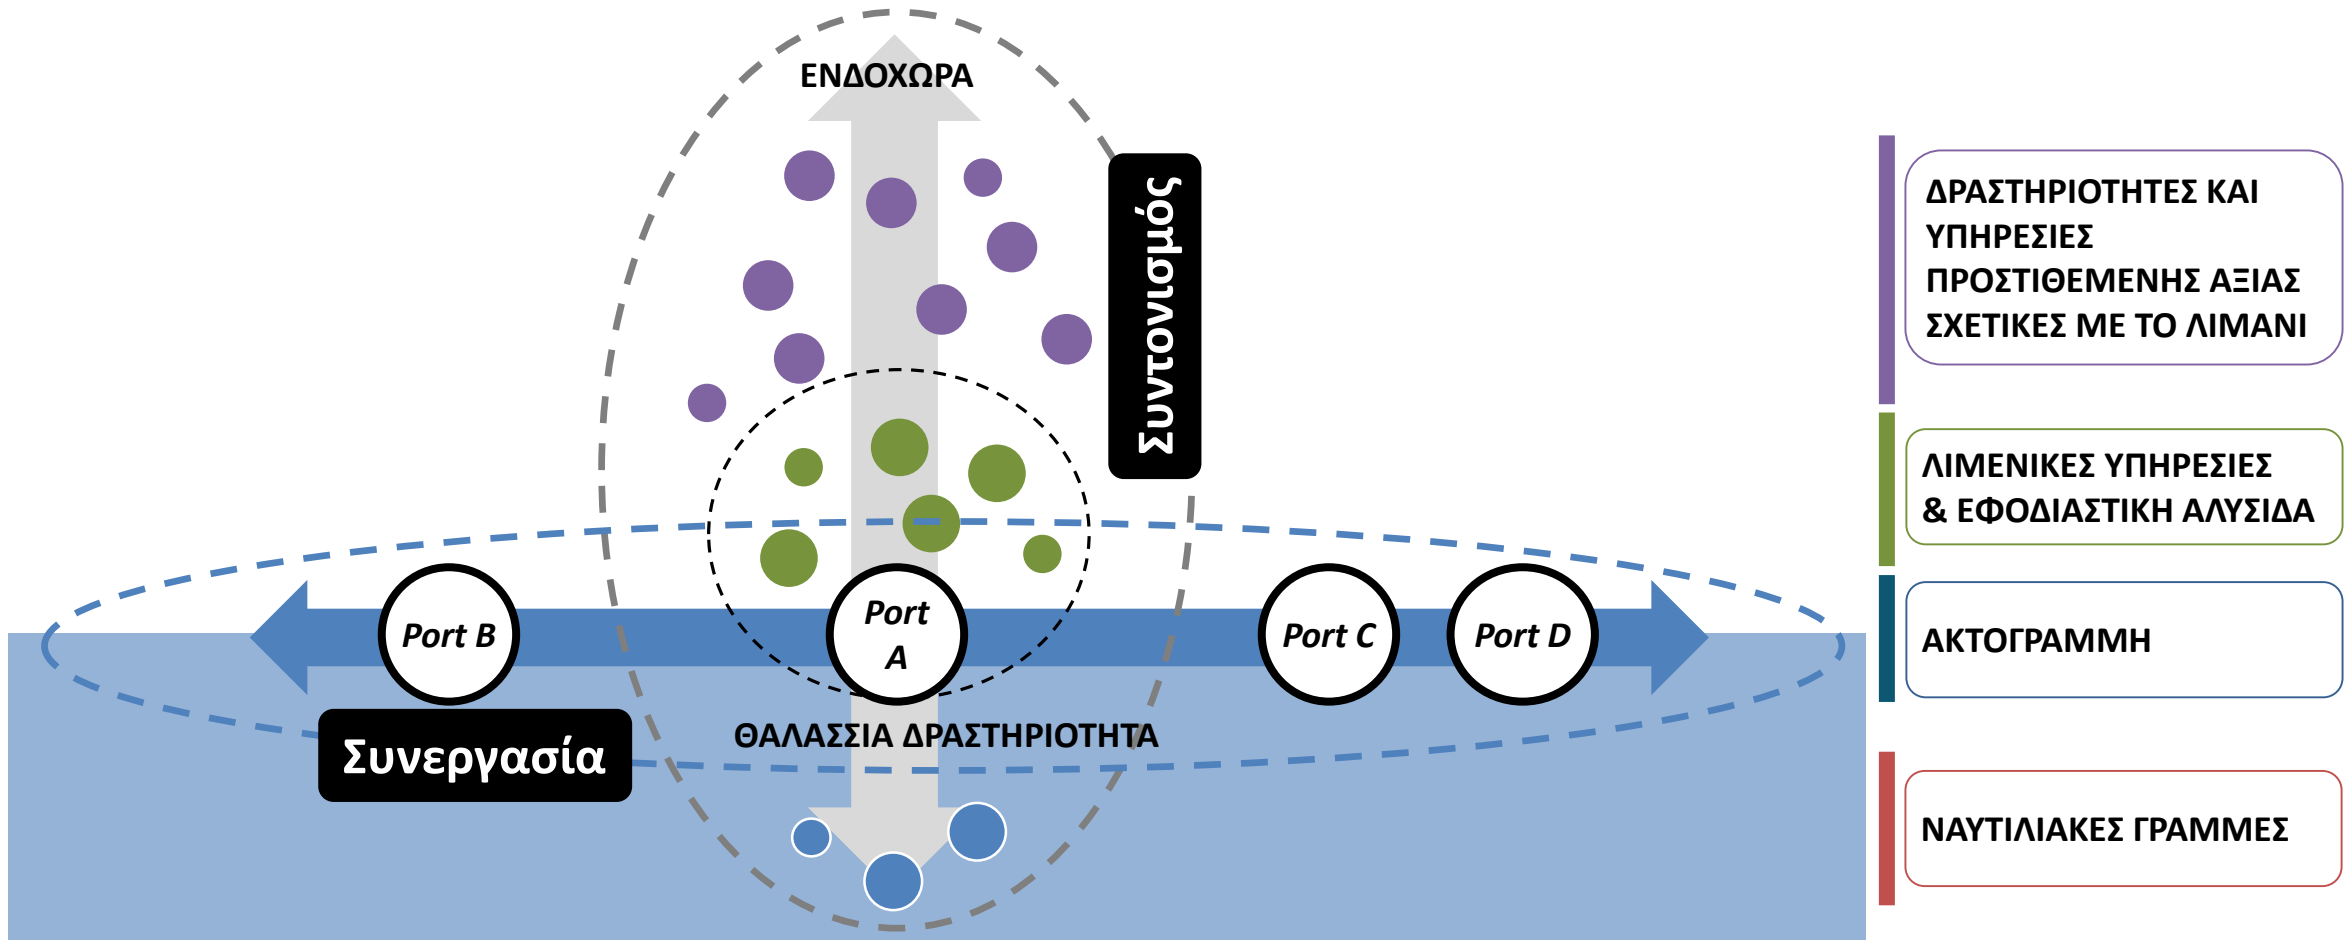 ΕΝΔΟΧΩΡΑ
Συντονισμός
Port B
Port
A
Port C
Port D
ΘΑΛΑΣΣΙΑ ΔΡΑΣΤΗΡΙΟΤΗΤΑ
Συνεργασία
ΔΡΑΣΤΗΡΙΟΤΗΤΕΣ ΚΑΙ
ΥΠΗΡΕΣΙΕΣ
ΠΡΟΣΤΙΘΕΜΕΝΗΣ ΑΞΙΑΣ
ΣΧΕΤΙΚΕΣ ΜΕ ΤΟ ΛΙΜΑΝΙ
ΛΙΜΕΝΙΚΕΣ ΥΠΗΡΕΣΙΕΣ
& ΕΦΟΔΙΑΣΤΙΚΗ ΑΛΥΣΙΔΑ
ΑΚΤΟΓΡΑΜΜΗ
ΝΑΥΤΙΛΙΑΚΕΣ ΓΡΑΜΜΕΣ